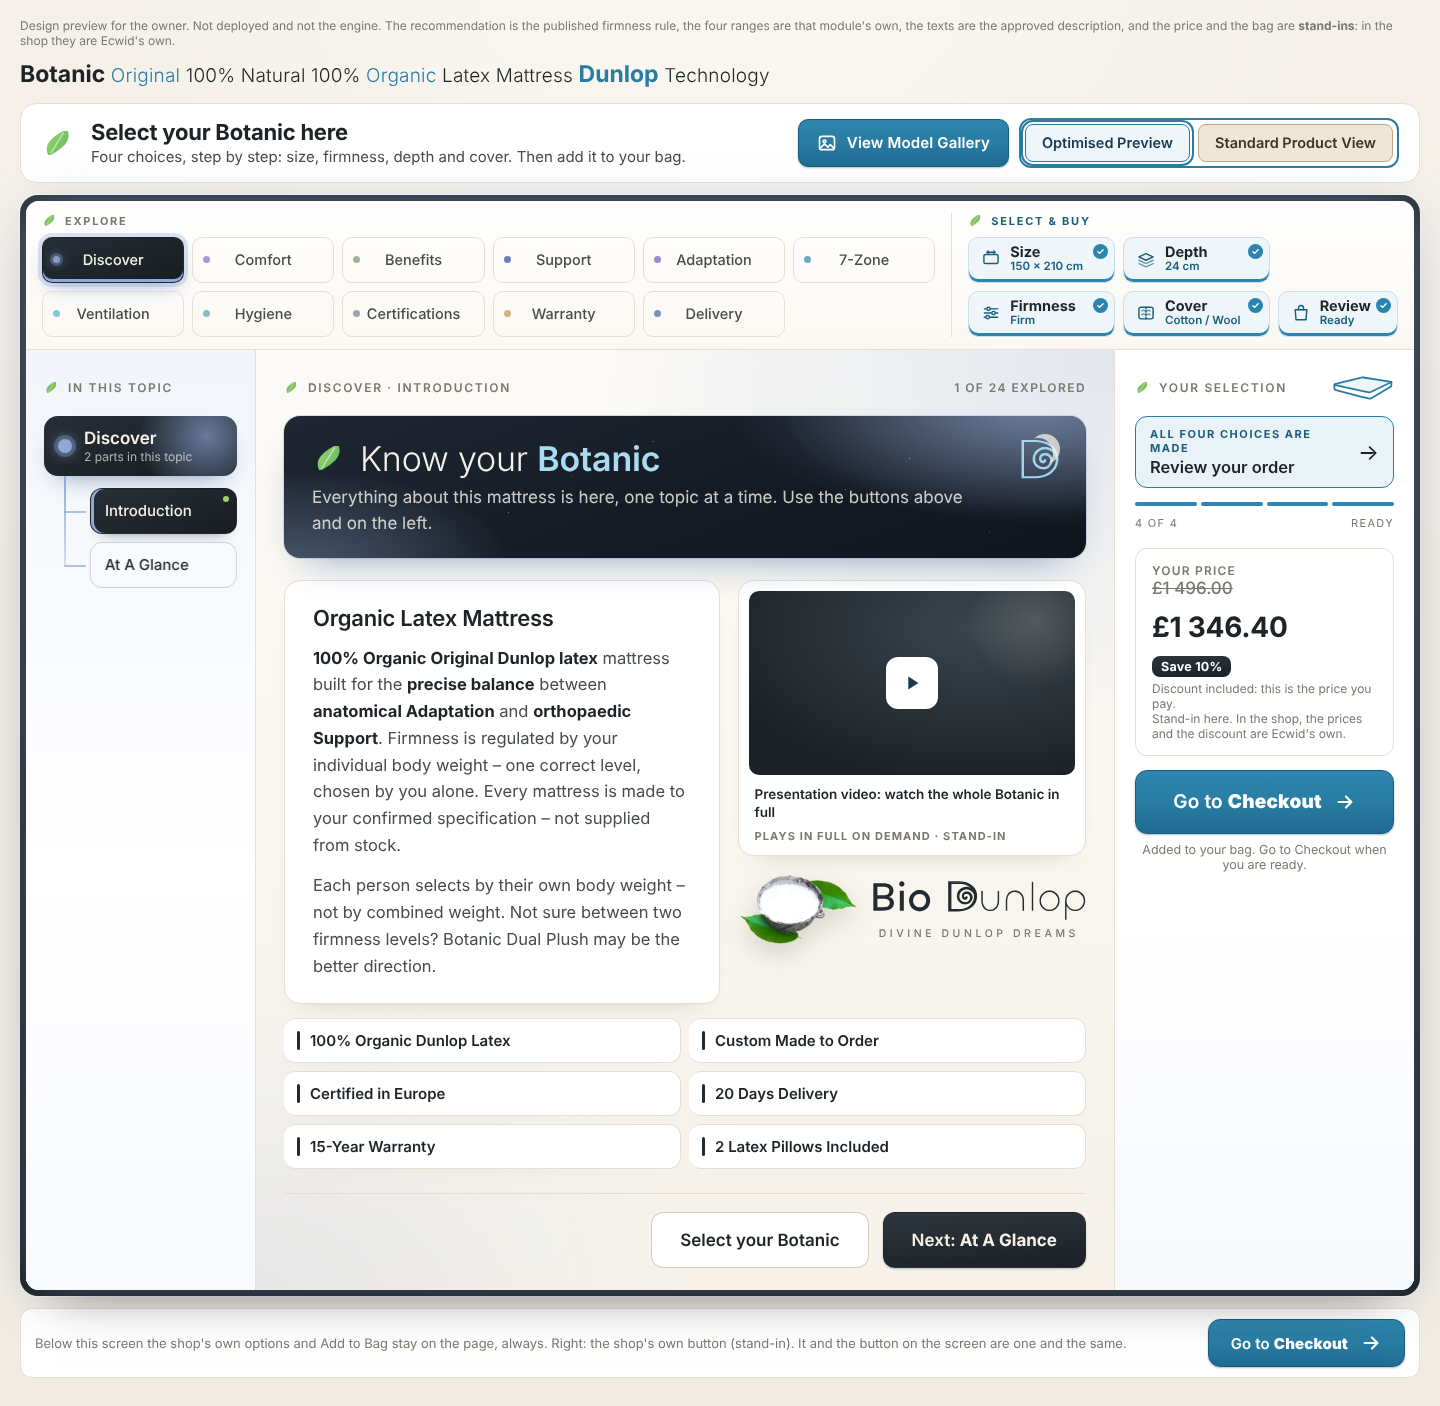 Design preview for the owner. Not deployed and not the engine. The recommendation is the published firmness rule, the four ranges are that module's own, the texts are the approved description, and the price and the bag are stand-ins: in the
shop they are Ecwid's own.
Botanic Original 100% Natural 100% Organic Latex Mattress Dunlop Technology
Select your Botanic here
Four choices, step by step: size, firmness, depth and cover. Then add it to your bag.
View Model Gallery
Optimised Preview
Standard Product View
EXPLORE
Discover
Comfort
Benefits
Support
Adaptation
7-Zone
Ventilation
Hygiene
Certifications
Warranty
Delivery
SELECT & BUY
Size
150 × 210 cm
Depth
24 cm
Firmness
Firm
Cover
Cotton / Wool
Review
Ready
IN THIS TOPIC
Discover
2 parts in this topic
Introduction
At A Glance
DISCOVER · INTRODUCTION
1 OF 24 EXPLORED
Know your Botanic
Everything about this mattress is here, one topic at a time. Use the buttons above
and on the left.
Organic Latex Mattress
100% Organic Original Dunlop latex mattress
built for the precise balance between
anatomical Adaptation and orthopaedic
Support. Firmness is regulated by your
individual body weight – one correct level,
chosen by you alone. Every mattress is made to
your confirmed specification – not supplied
from stock.
Each person selects by their own body weight –
not by combined weight. Not sure between two
firmness levels? Botanic Dual Plush may be the
better direction.
Presentation video: watch the whole Botanic in
full
PLAYS IN FULL ON DEMAND · STAND-IN
Bio Dunlop
DIVINE DUNLOP DREAMS
100% Organic Dunlop Latex
Custom Made to Order
Certified in Europe
20 Days Delivery
15-Year Warranty
2 Latex Pillows Included
Select your Botanic
Next: At A Glance
YOUR SELECTION
ALL FOUR CHOICES ARE
MADE
Review your order
4 OF 4
READY
YOUR PRICE
£1 496.00
£1 346.40
Save 10%
Discount included: this is the price you
pay.
Stand-in here. In the shop, the prices
and the discount are Ecwid's own.
Go to Checkout
Added to your bag. Go to Checkout when
you are ready.
Below this screen the shop's own options and Add to Bag stay on the page, always. Right: the shop's own button (stand-in). It and the button on the screen are one and the same.
Go to Checkout